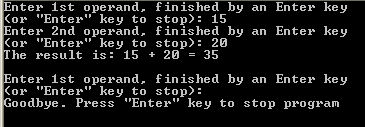 Enter 1st operand, finished by an Enter key
(or "Enter" key to stop): 15
Enter 2nd operand, finished by an Enter key
(or "Enter" key to stop): 20
The result is: 15 + 20 = 35
Enter 1st operand, finished by an Enter key
(or "Enter" key to stop):
Goodbye. Press "Enter" key to stop program